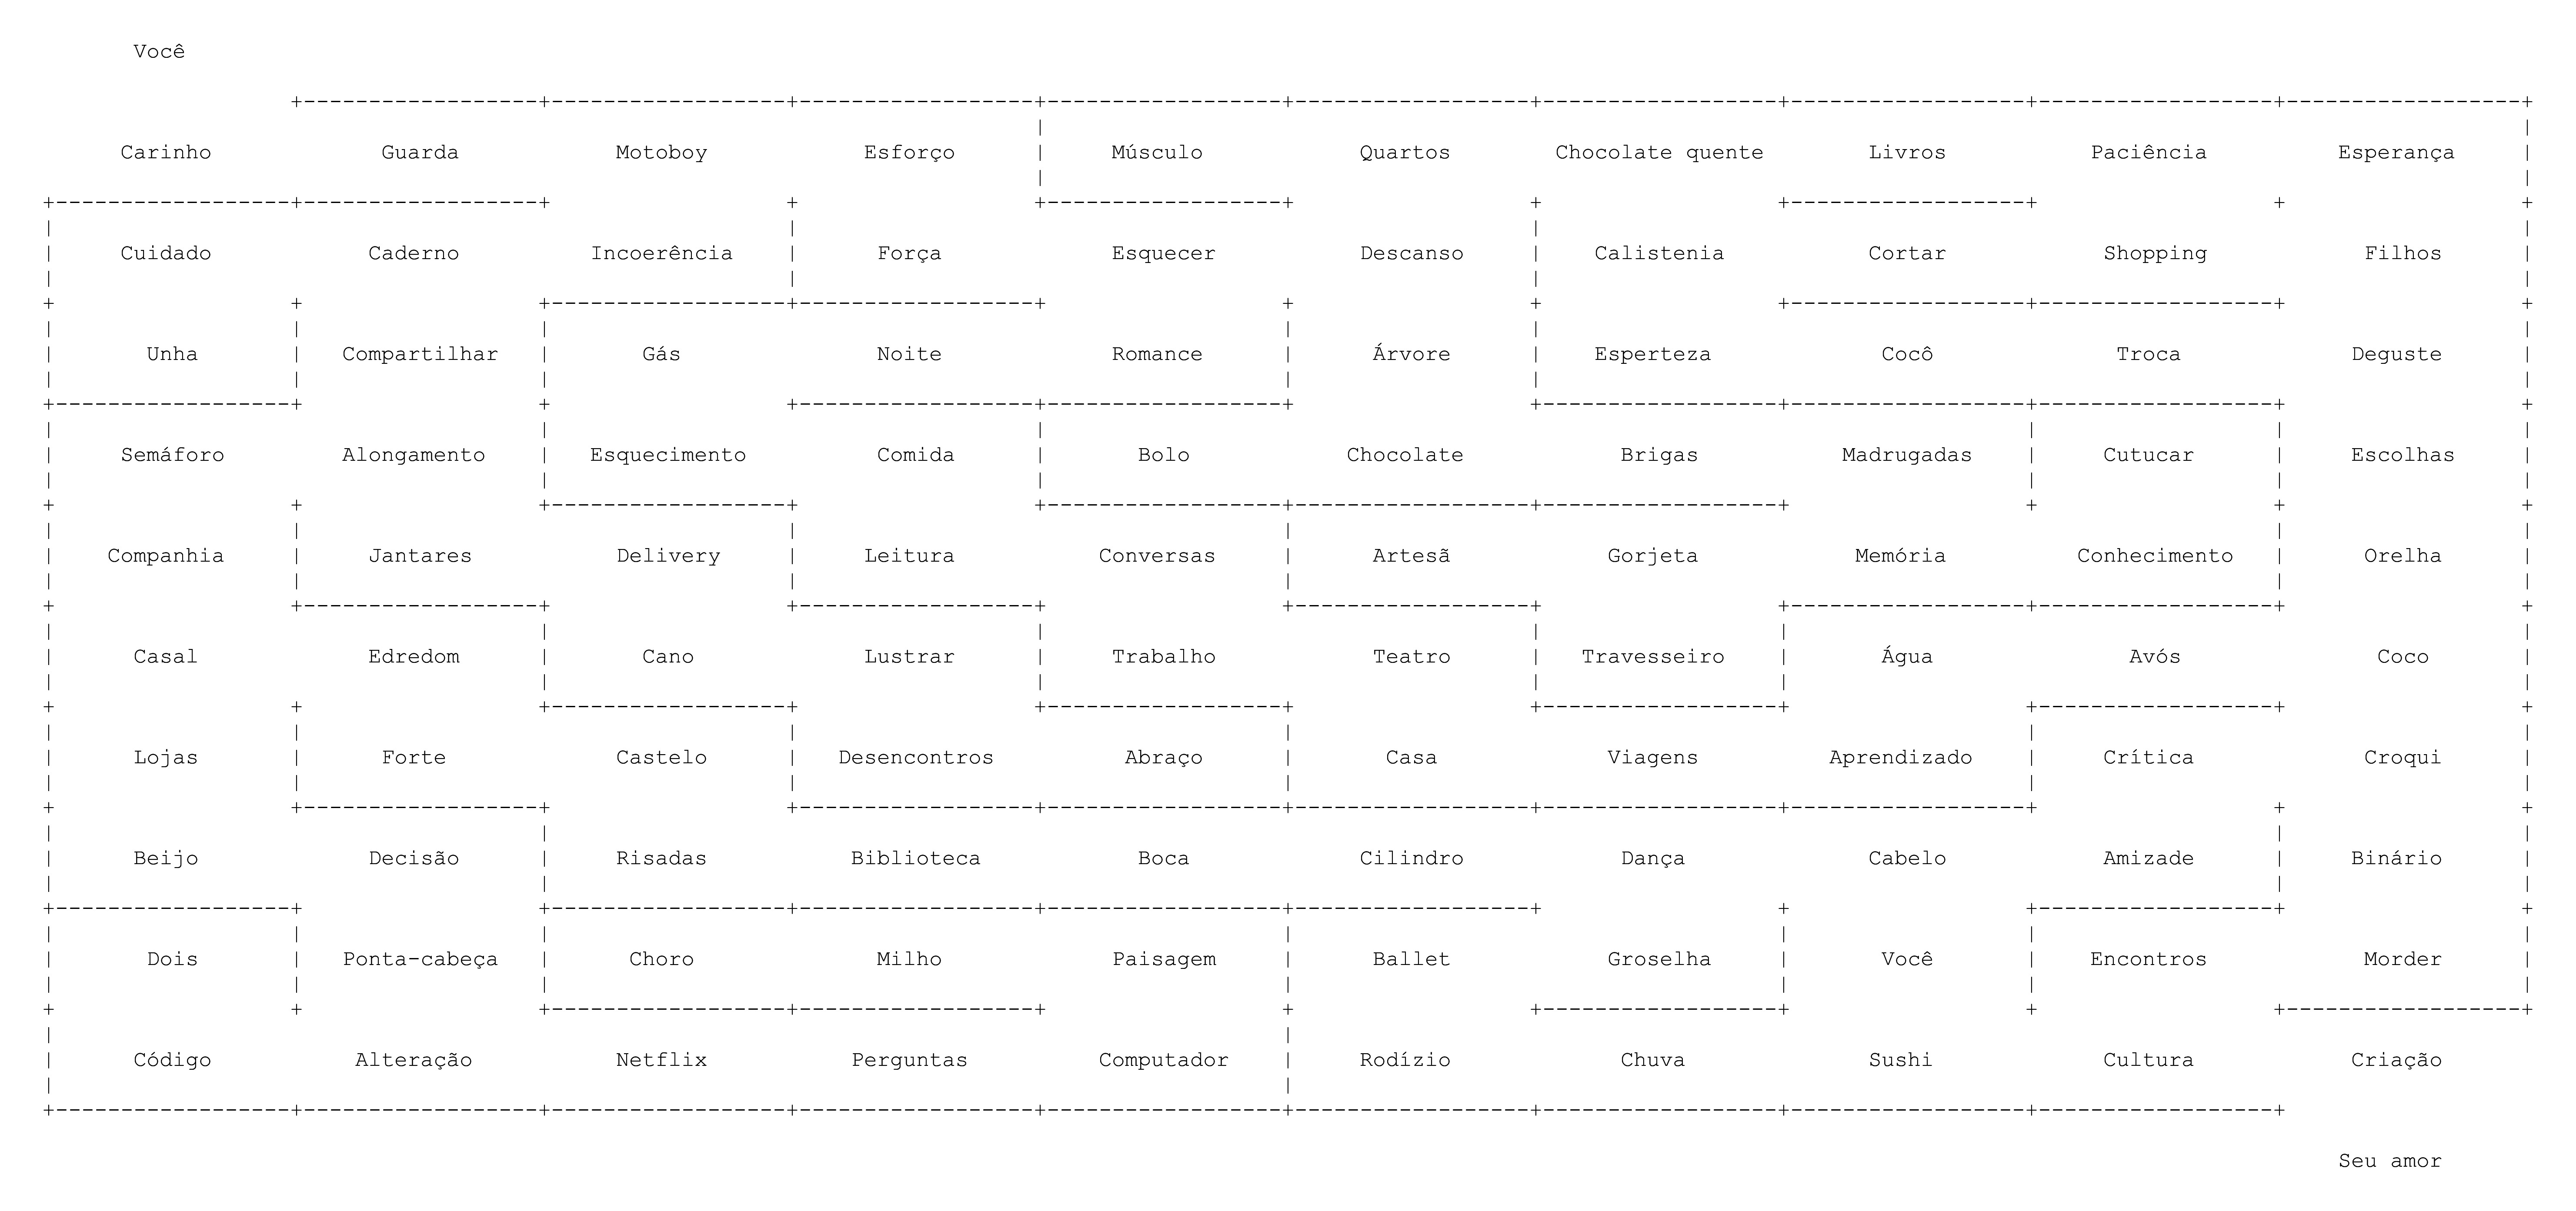 Você
Carinho Guarda Motoboy Esforço Músculo Quartos Chocolate quente Livros Paciência Esperança
Cuidado Caderno Incoerência Força Esquecer Descanso Calistenia Cortar Shopping Filhos
Unha Compartilhar Gás Noite Romance Árvore Esperteza Cocô Troca Deguste
Semáforo Alongamento Esquecimento Comida Bolo Chocolate Brigas Madrugadas Cutucar Escolhas
Companhia Jantares Delivery Leitura Conversas Artesã Gorjeta Memória Conhecimento Orelha
Casal Edredom Cano Lustrar Trabalho Teatro Travesseiro Água Avós Coco
Lojas Forte Castelo Desencontros Abraço Casa Viagens Aprendizado Crítica Croqui
Beijo Decisão Risadas Biblioteca Boca Cilindro Dança Cabelo Amizade Binário
Dois Ponta-cabeça Choro Milho Paisagem Ballet Groselha Você Encontros Morder
Código Alteração Netflix Perguntas Computador Rodízio Chuva Sushi Cultura Criação
Seu amor